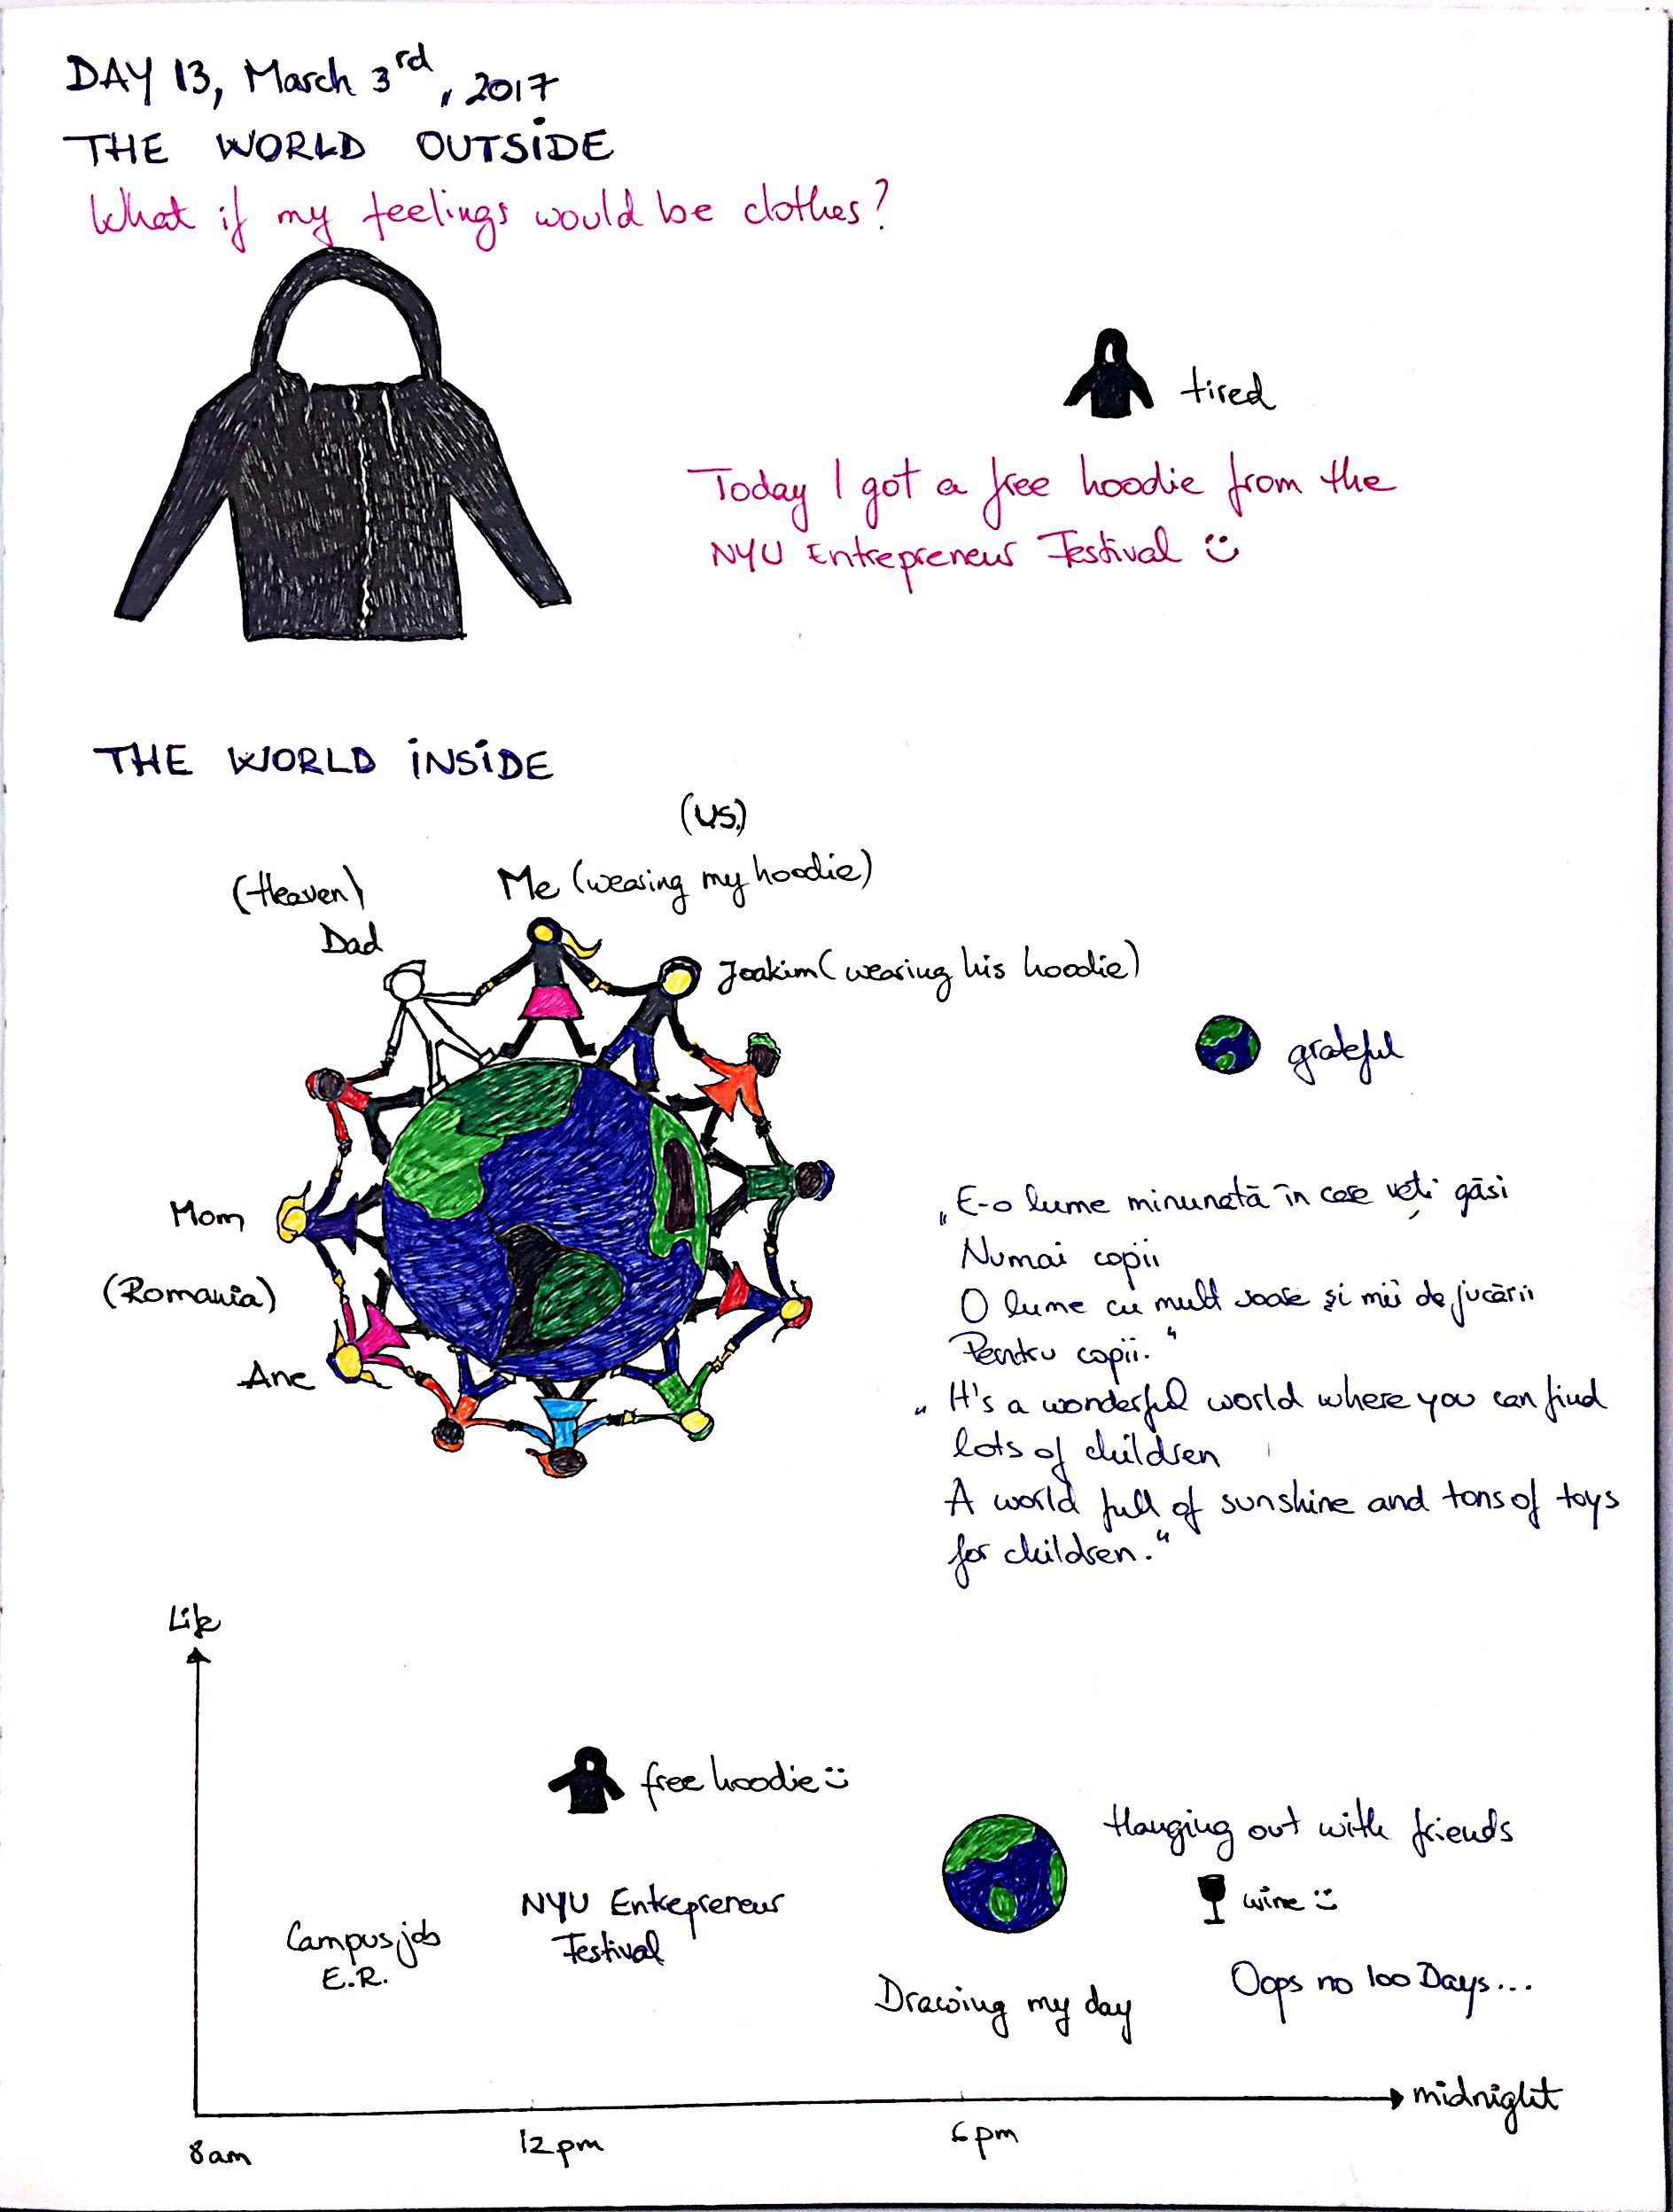 DAY 13, March 3rd, 2017
THE WORLD OUTSIDE
What if my feelings would be clothes?
tired
Today I got a free hoodie from the
NYU Entrepreneur Festival :)
THE WORLD INSIDE
(U.S.)
(Heaven)
Me (wearing my hoodie)
Dad
Joakim (wearing his hoodie)
grateful
Mom
(Romania)
Ane
„E-o lume minunată în care veți găsi
Numai copii
O lume cu mult soare și mii de jucării
Pentru copii.“
„It's a wonderful world where you can find
lots of children
A world full of sunshine and tons of toys
for children.“
Life
free hoodie :)
Hanging out with friends
wine :)
NYU Entrepreneur
Festival
Campus job
E.R.
Drawing my day
Oops no 100 Days...
midnight
8am
12pm
6pm